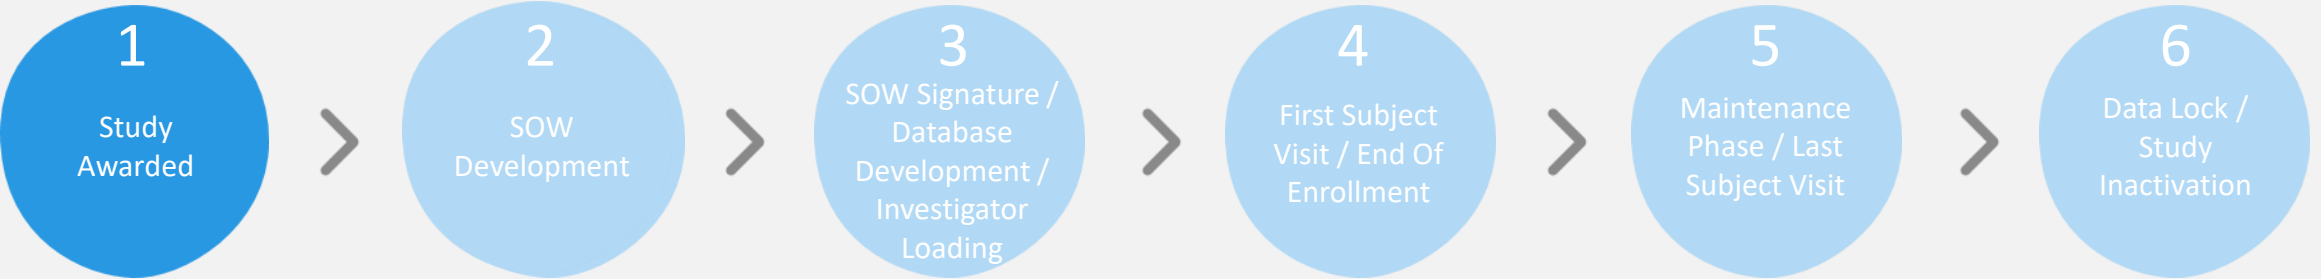 1
Study
Awarded
2
SOW
Development
3
SOW Signature /
Database
Development /
Investigator
Loading
4
First Subject
Visit / End Of
Enrollment
5
Maintenance
Phase / Last
Subject Visit
6
Data Lock /
Study
Inactivation